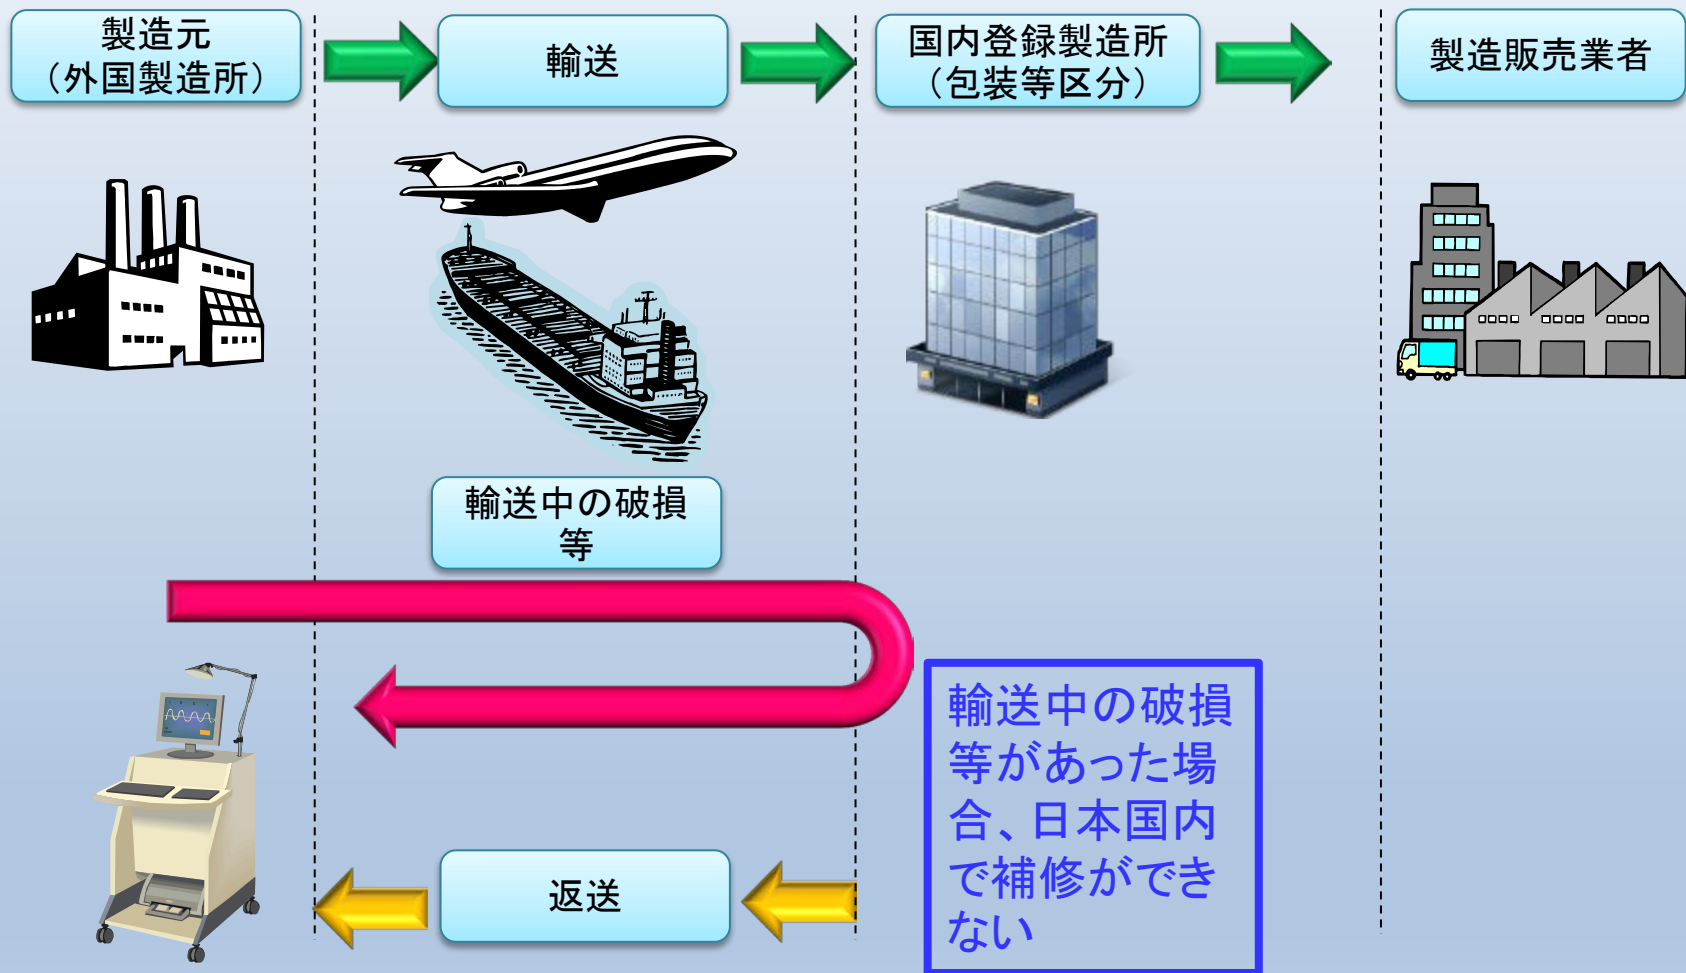 製造元
（外国製造所）
輸送
国内登録製造所
（包装等区分）
製造販売業者
輸送中の破損
等
輸送中の破損
等があった場
合、日本国内
で補修ができ
ない
返送